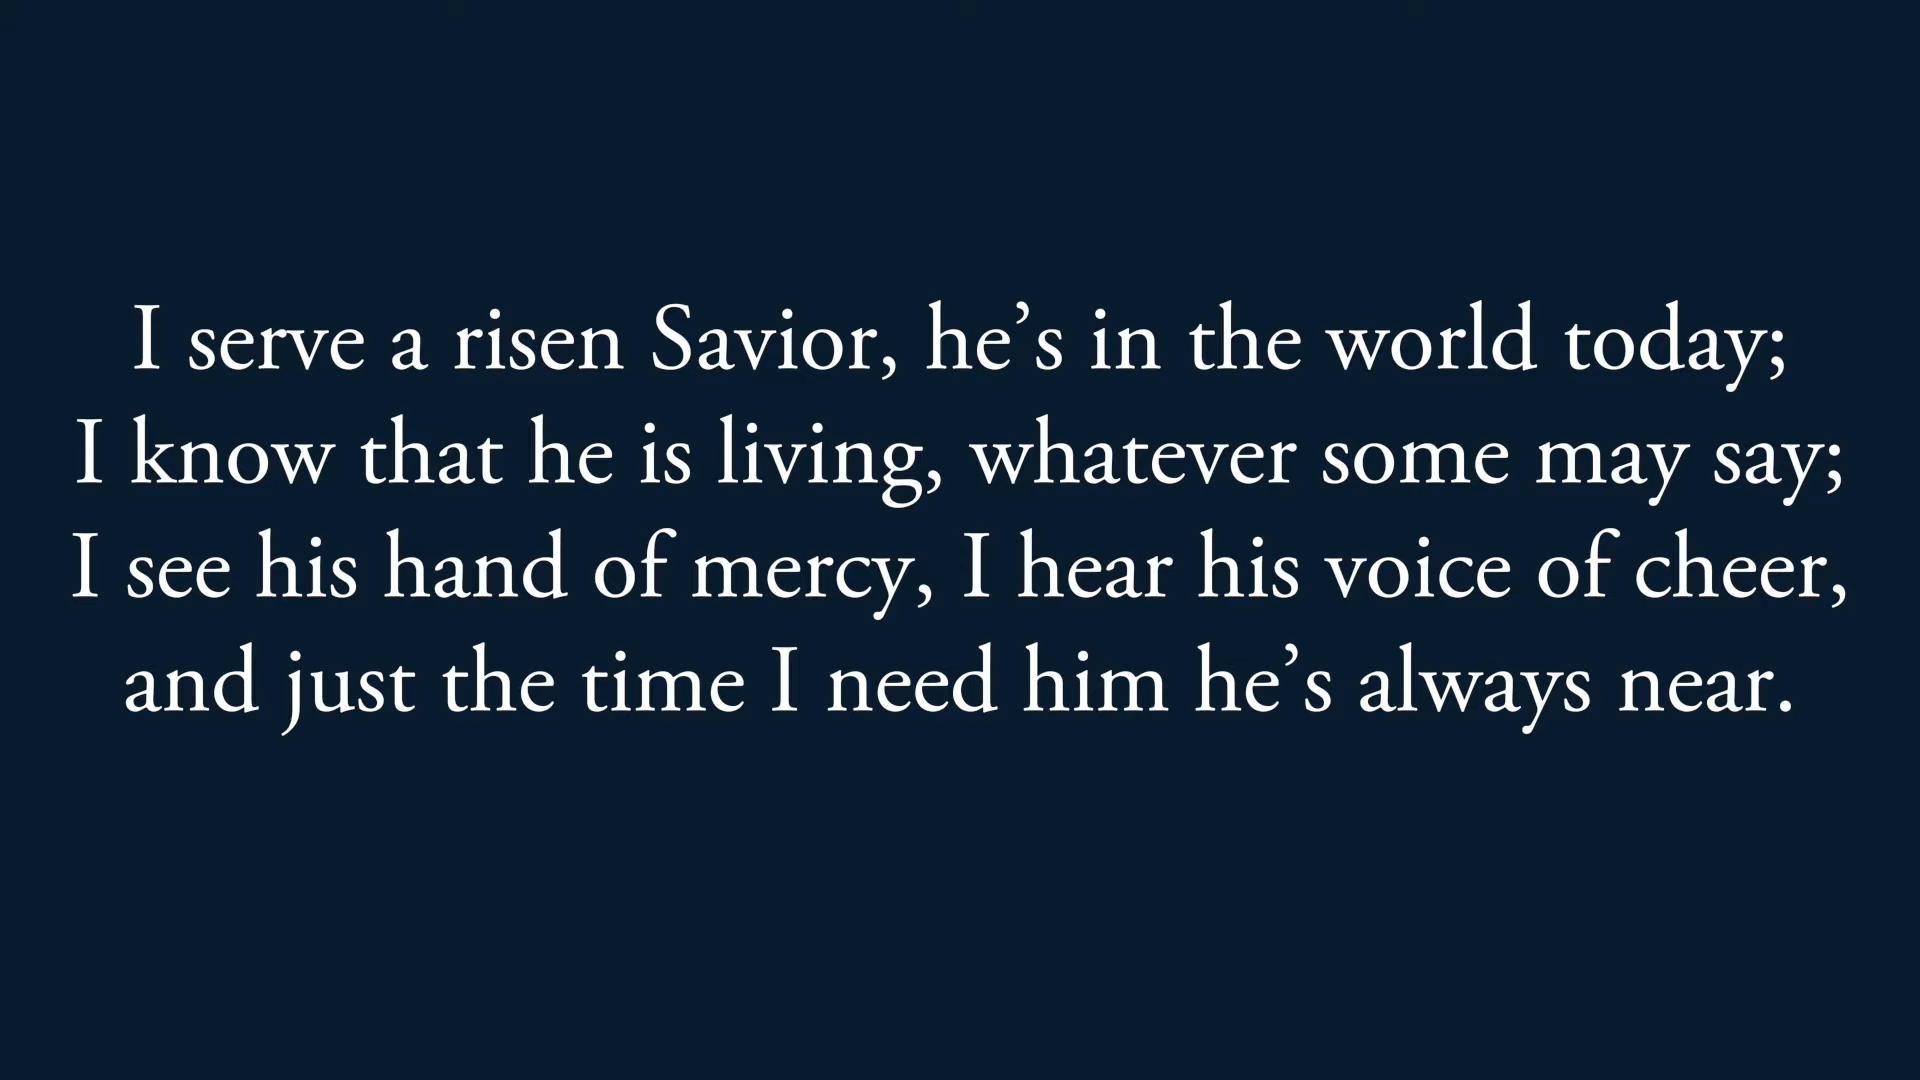 I serve a risen Savior, he’s in the world today;
I know that he is living, whatever some may say;
I see his hand of mercy, I hear his voice of cheer,
and just the time I need him he’s always near.